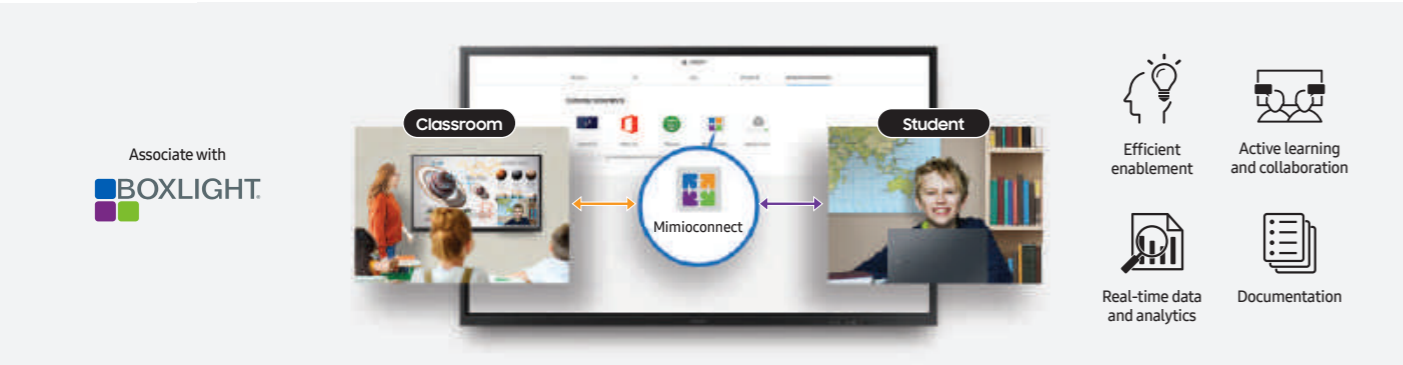 Associate with
BOXLIGHT
Classroom
Student
Mimioconnect
Efficient
enablement
Active learning
and collaboration
Real-time data
and analytics
Documentation